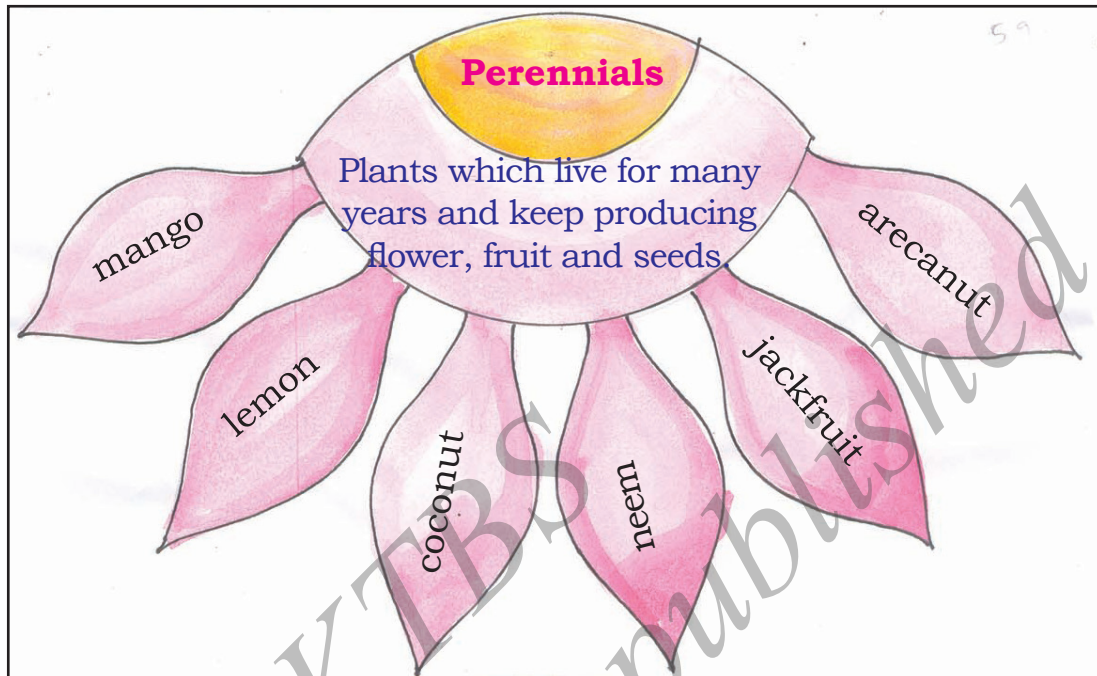 59
Perennials
Plants which live for many
years and keep producing
flower, fruit and seeds.
mango
lemon
coconut
neem
jackfruit
arecanut
KTBS
published